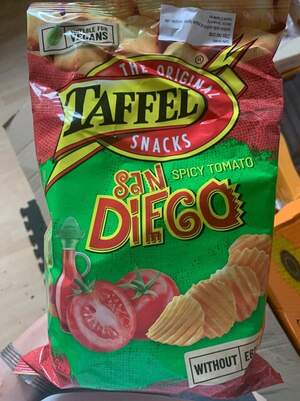 SUITABLE FOR
VEGANS
THE ORIGINAL
TAFFEL
®
SNACKS
SPICY TOMATO
SAN
DIEGO
WITHOUT